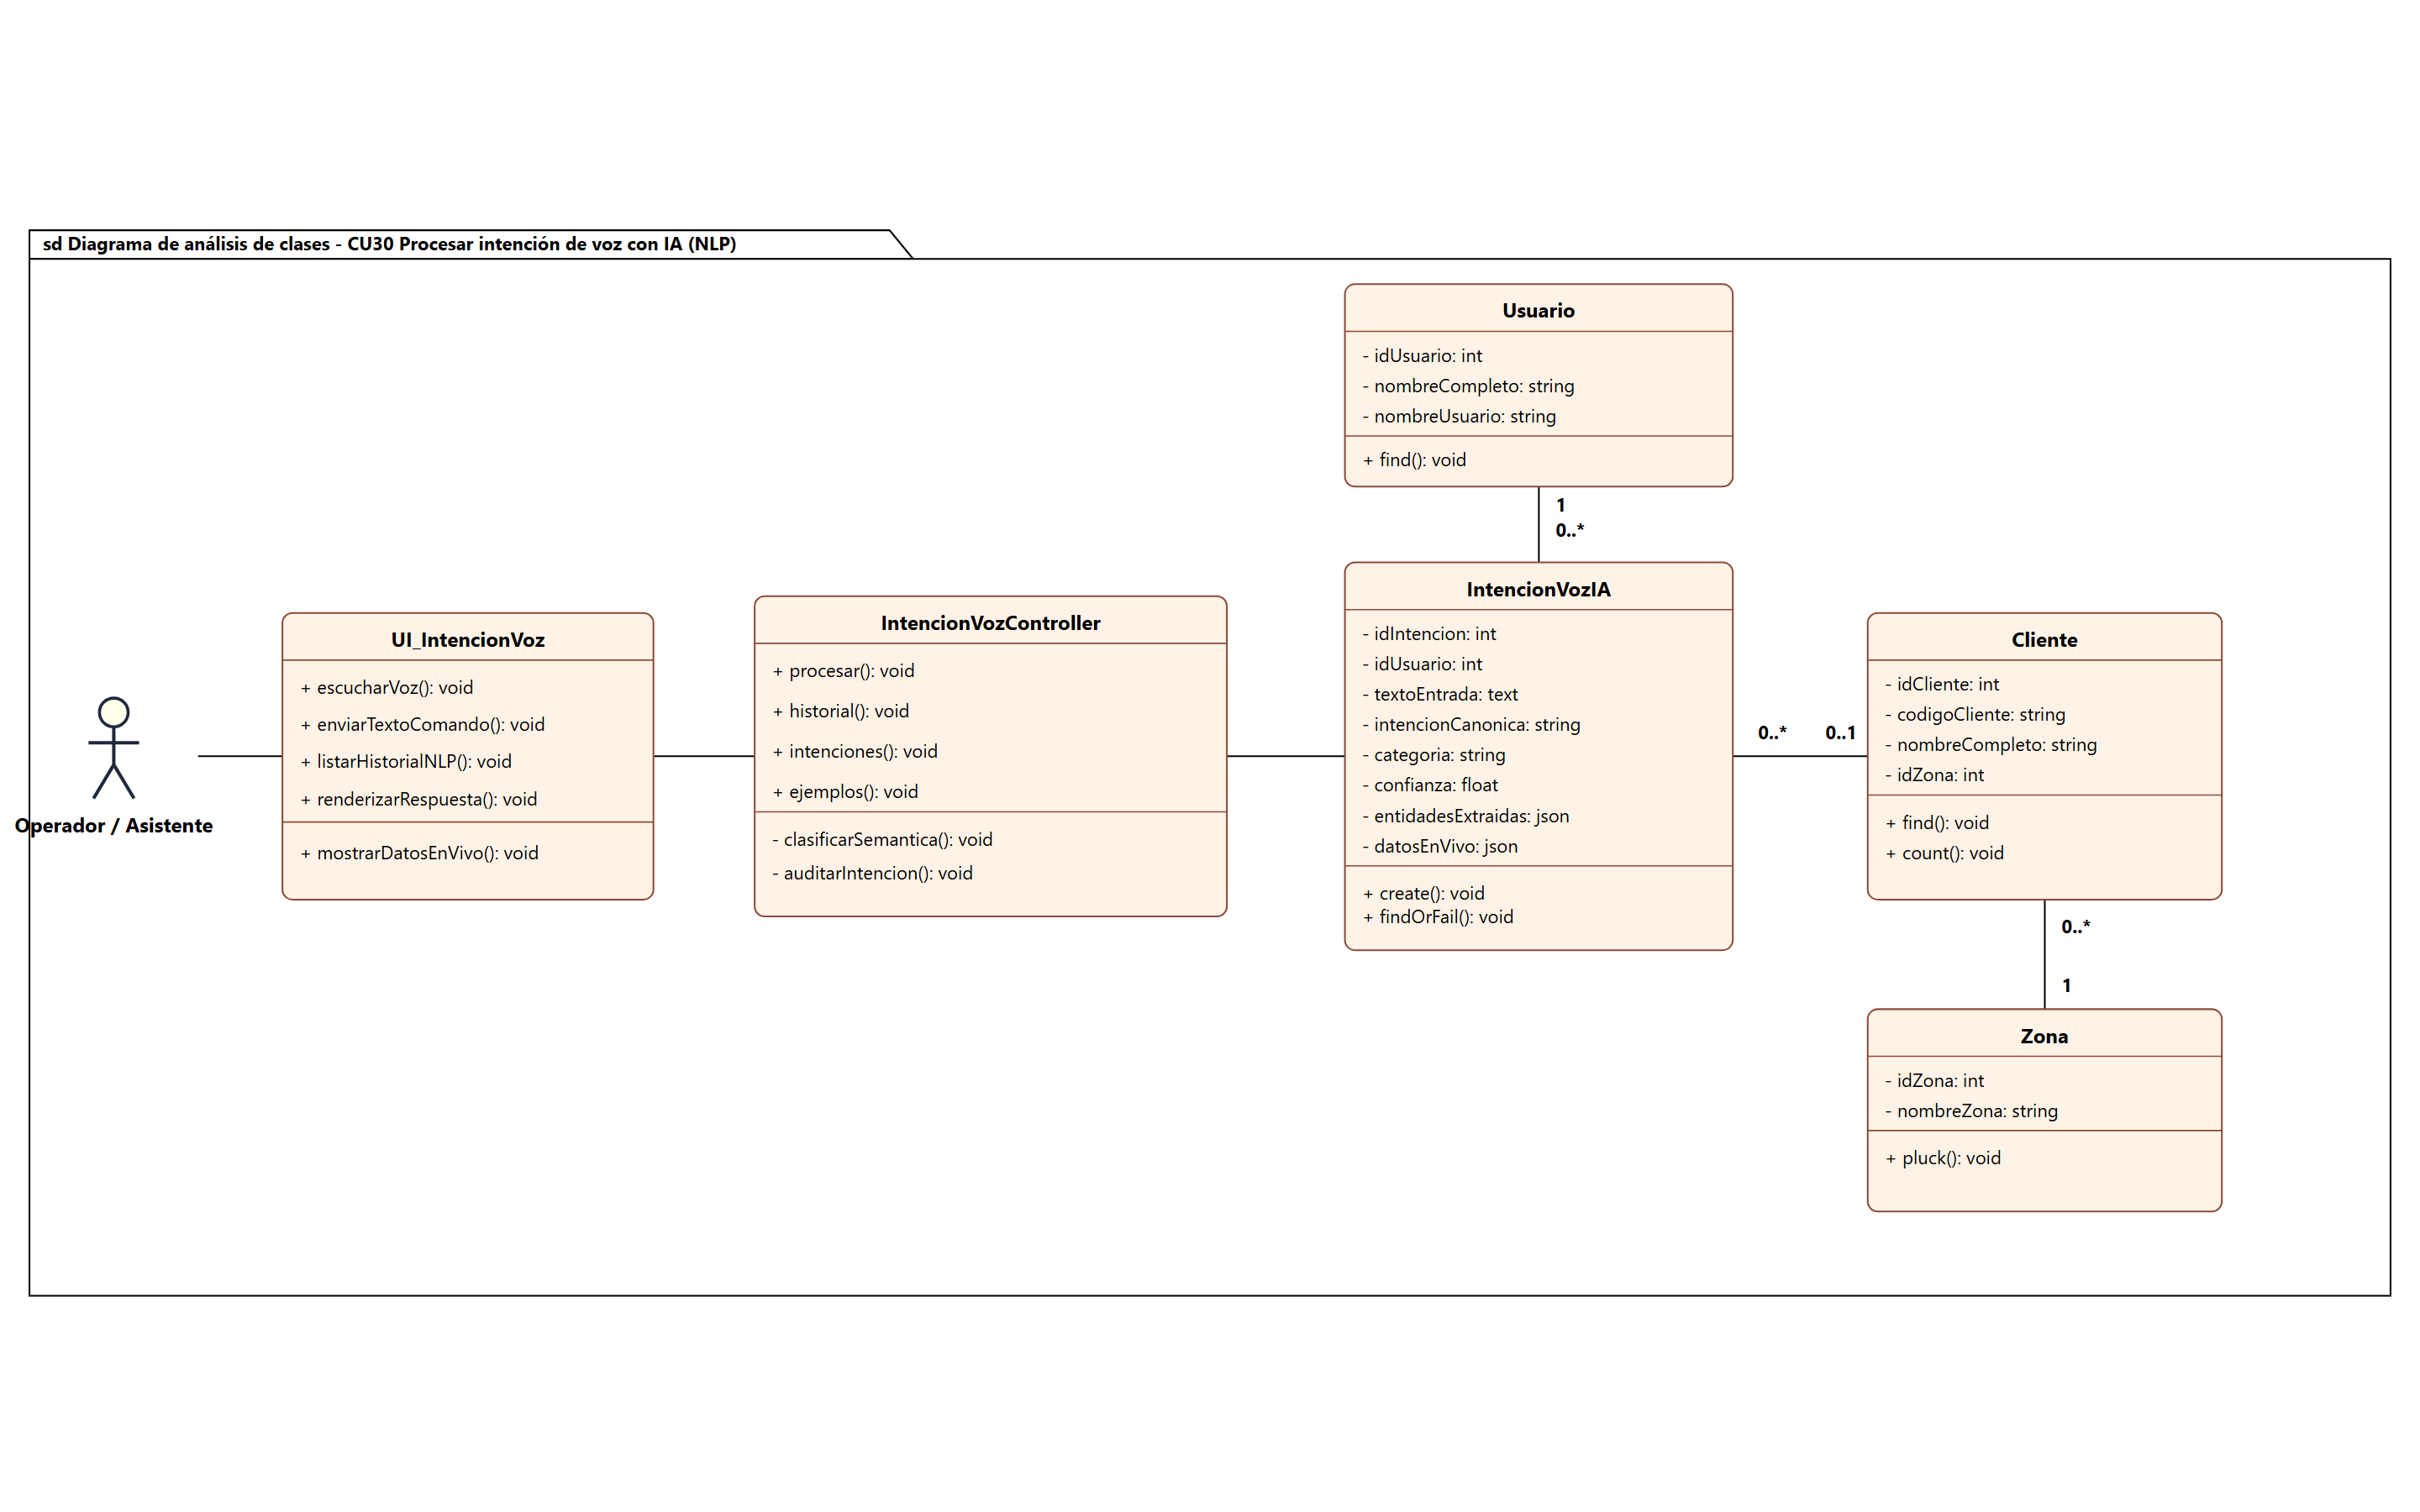 sd Diagrama de análisis de clases - CU30 Procesar intención de voz con IA (NLP)
Operador / Asistente
UI_IntencionVoz
+ escucharVoz(): void
+ enviarTextoComando(): void
+ listarHistorialNLP(): void
+ renderizarRespuesta(): void
+ mostrarDatosEnVivo(): void
IntencionVozController
+ procesar(): void
+ historial(): void
+ intenciones(): void
+ ejemplos(): void
- clasificarSemantica(): void
- auditarIntencion(): void
Usuario
- idUsuario: int
- nombreCompleto: string
- nombreUsuario: string
+ find(): void
1
0..*
IntencionVozIA
- idIntencion: int
- idUsuario: int
- textoEntrada: text
- intencionCanonica: string
- categoria: string
- confianza: float
- entidadesExtraidas: json
- datosEnVivo: json
+ create(): void
+ findOrFail(): void
0..* 0..1
Cliente
- idCliente: int
- codigoCliente: string
- nombreCompleto: string
- idZona: int
+ find(): void
+ count(): void
0..*
1
Zona
- idZona: int
- nombreZona: string
+ pluck(): void